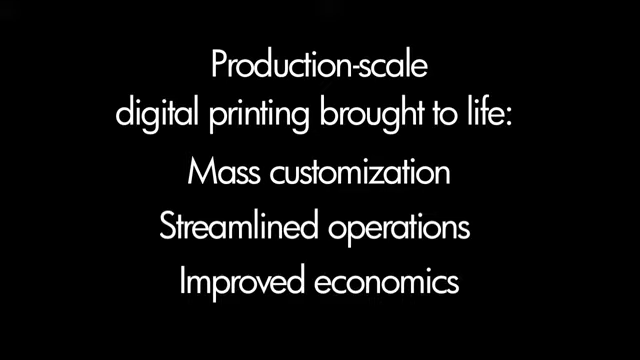 Production-scale
digital printing brought to life:
Mass customization
Streamlined operations
Improved economics